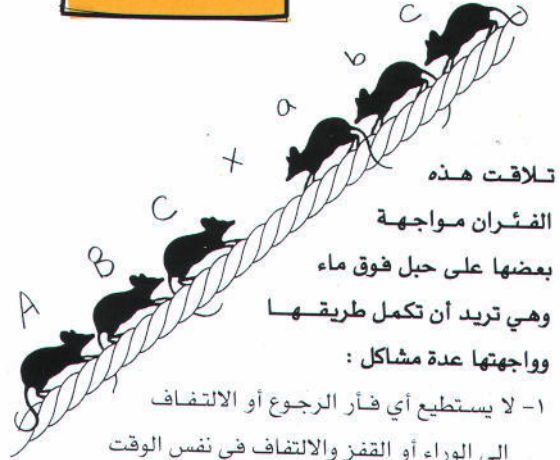 c
b
a
+
C
B
A
تلاقت هذه
الفئران مواجهة
بعضها على حبل فوق ماء
وهي تريد أن تكمل طريقها
وواجهتها عدة مشاكل :
١- لا يستطيع أي فأر الرجوع أو الالتفاف
الى الوراء أو القفز والالتفاف في نفس الوقت